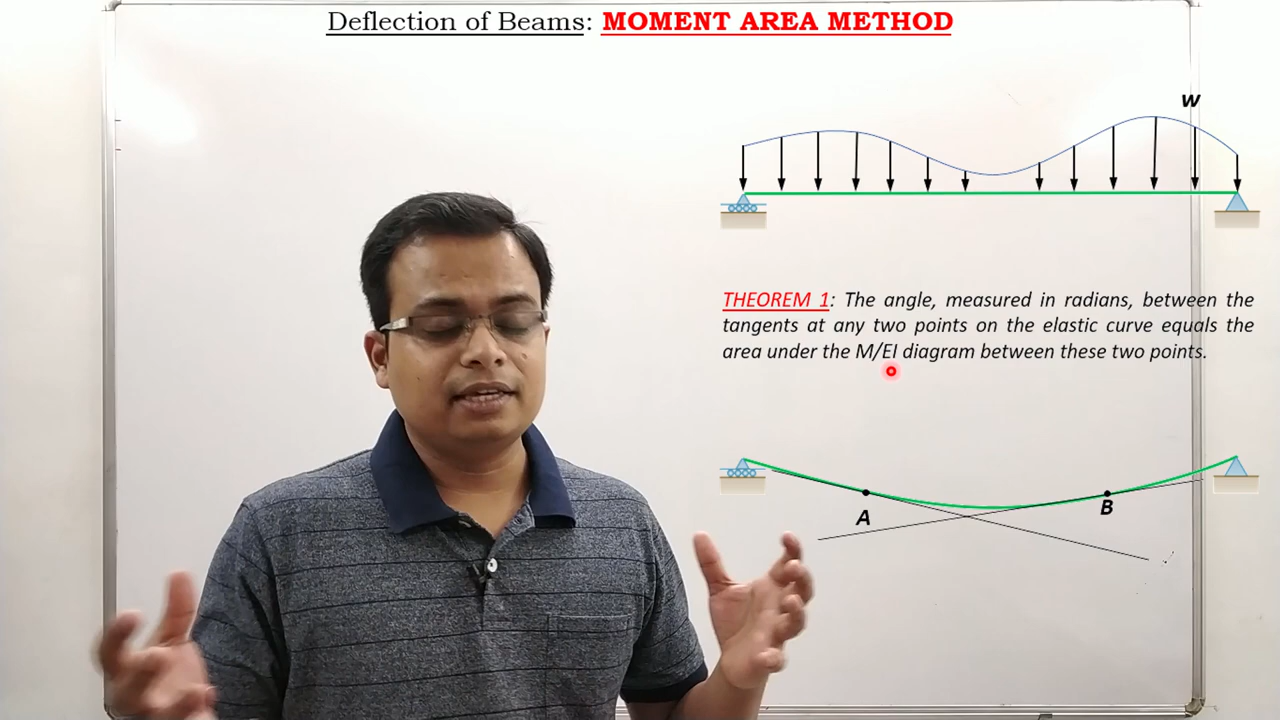 Deflection of Beams: MOMENT AREA METHOD
w
THEOREM 1: The angle, measured in radians, between the
tangents at any two points on the elastic curve equals the
area under the M/EI diagram between these two points.
A
B